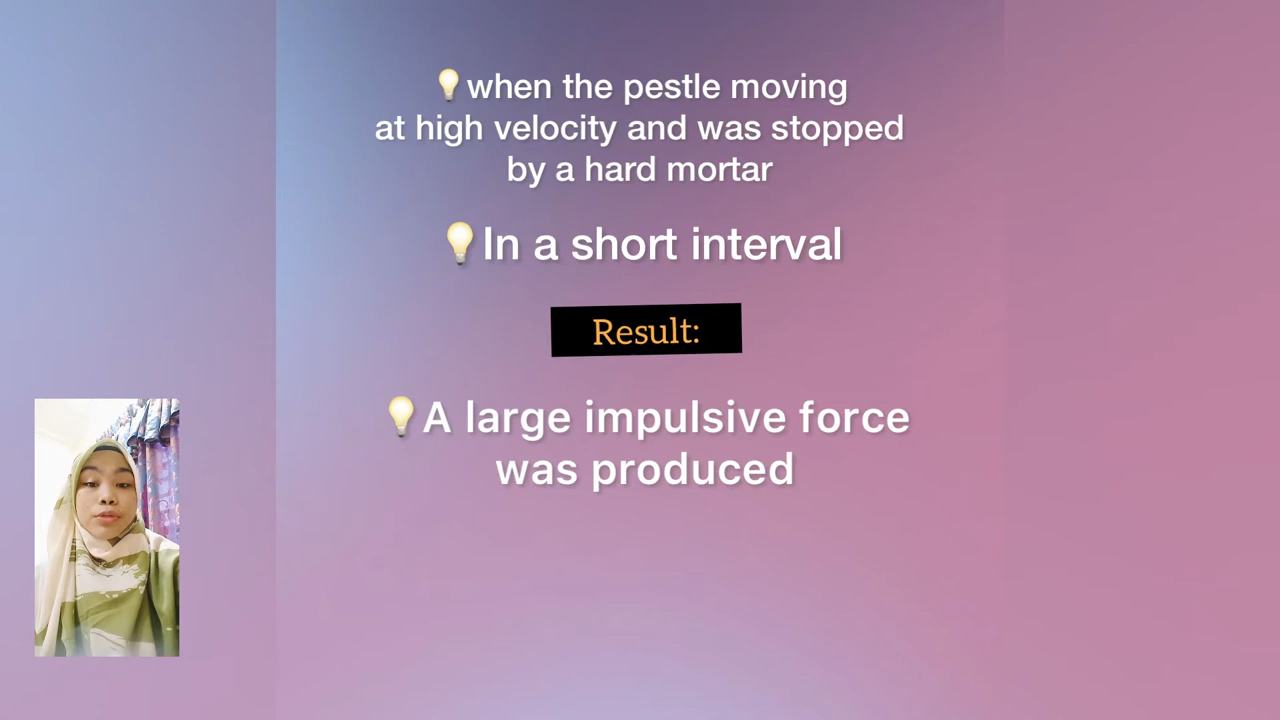 💡when the pestle moving
at high velocity and was stopped
by a hard mortar
💡In a short interval
Result:
💡A large impulsive force
was produced